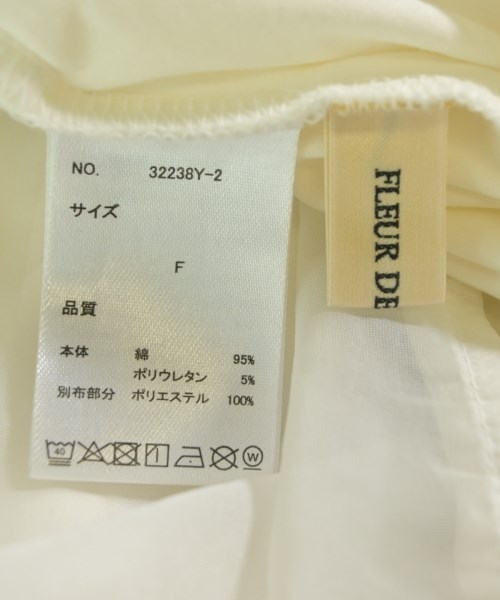 NO. 32238Y-2
サイズ
F
品質
本体 綿 95%
ポリウレタン 5%
別布部分 ポリエステル 100%
40 W
FLEUR DE